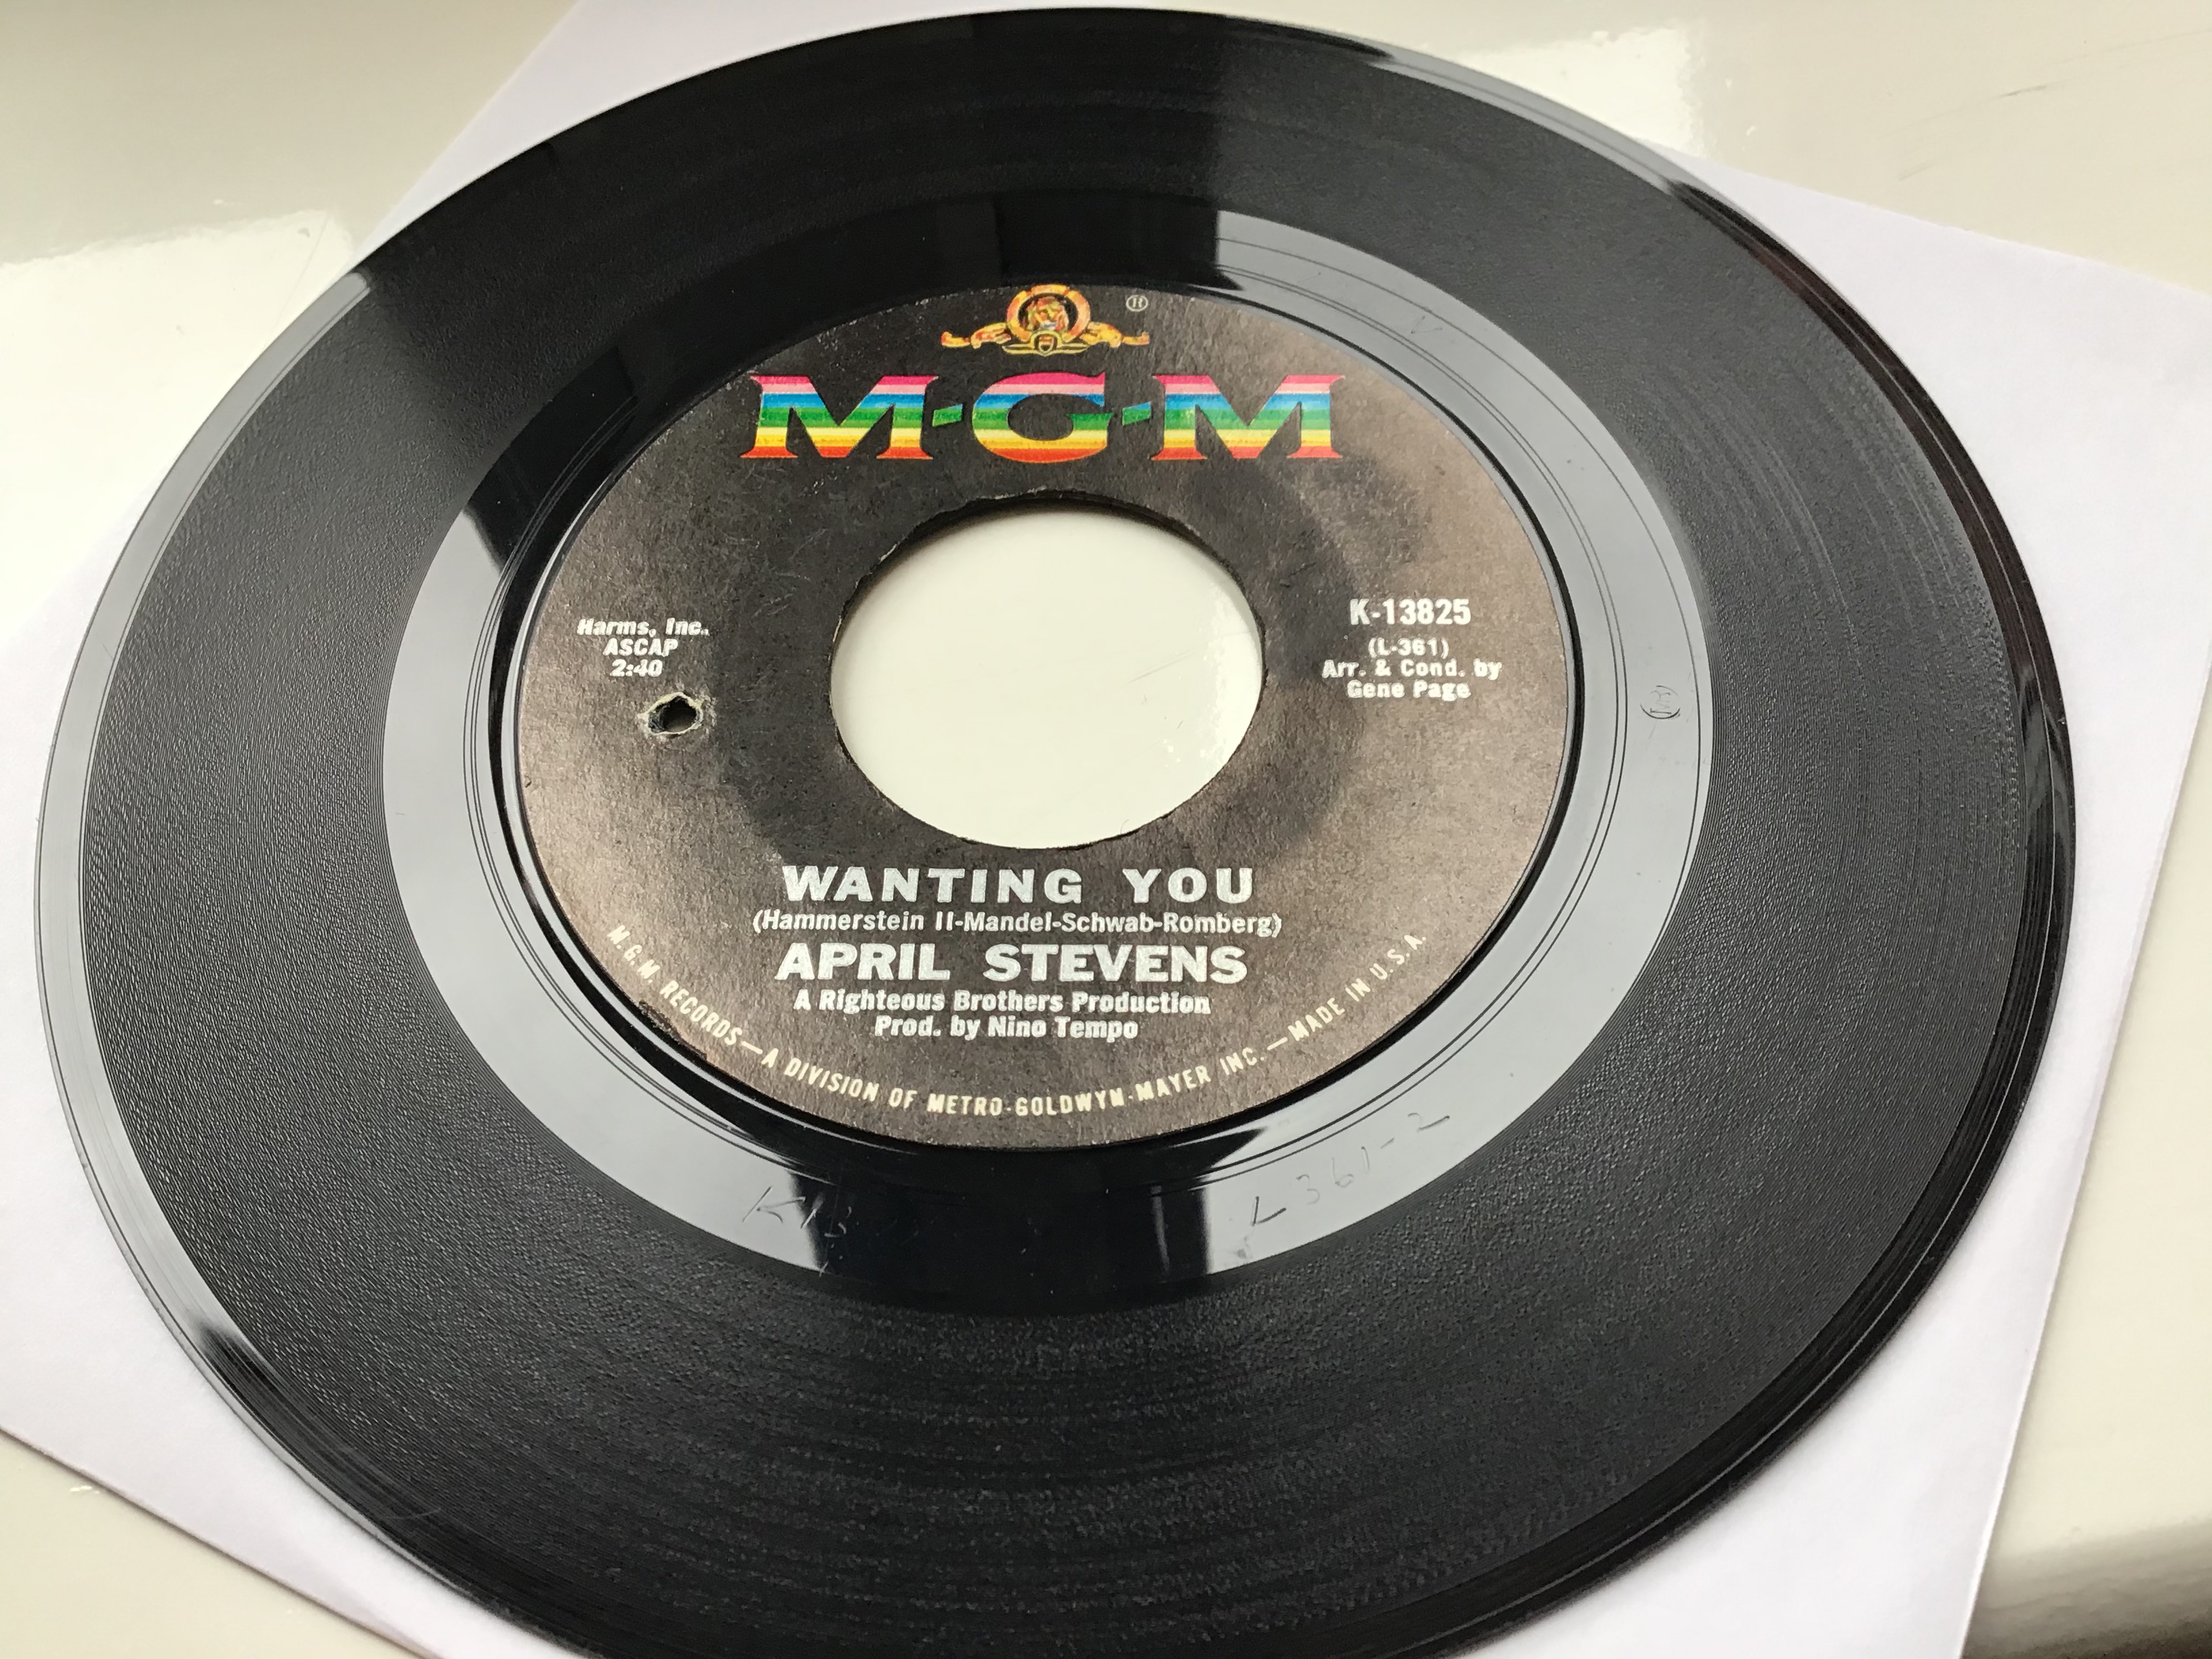 ®
M-G-M
Harms, Inc.
ASCAP
2:40
K-13825
(L-361)
Arr. & Cond. by
Gene Page
WANTING YOU
(Hammerstein II-Mandel-Schwab-Romberg)
APRIL STEVENS
A Righteous Brothers Production
Prod. by Nino Tempo
M.G.M. RECORDS—A DIVISION OF METRO-GOLDWYN-MAYER INC.—MADE IN U.S.A.
L361-2